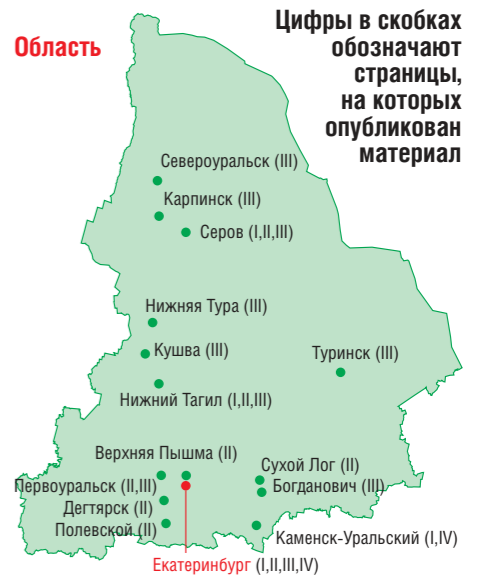 Область
Цифры в скобках
обозначают
страницы,
на которых
опубликован
материал
Североуральск (III)
Карпинск (III)
Серов (I,II,III)
Нижняя Тура (III)
Кушва (III)
Туринск (III)
Нижний Тагил (I,II,III)
Верхняя Пышма (II)
Сухой Лог (II)
Первоуральск (II,III)
Богданович (III)
Дегтярск (II)
Полевской (II)
Каменск-Уральский (I,IV)
Екатеринбург (I,II,III,IV)